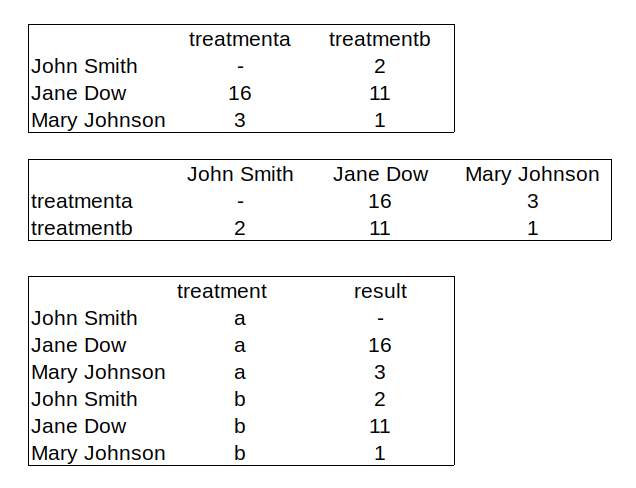 treatmenta treatmentb
John Smith - 2
Jane Dow 16 11
Mary Johnson 3 1
John Smith Jane Dow Mary Johnson
treatmenta - 16 3
treatmentb 2 11 1
treatment result
John Smith a -
Jane Dow a 16
Mary Johnson a 3
John Smith b 2
Jane Dow b 11
Mary Johnson b 1